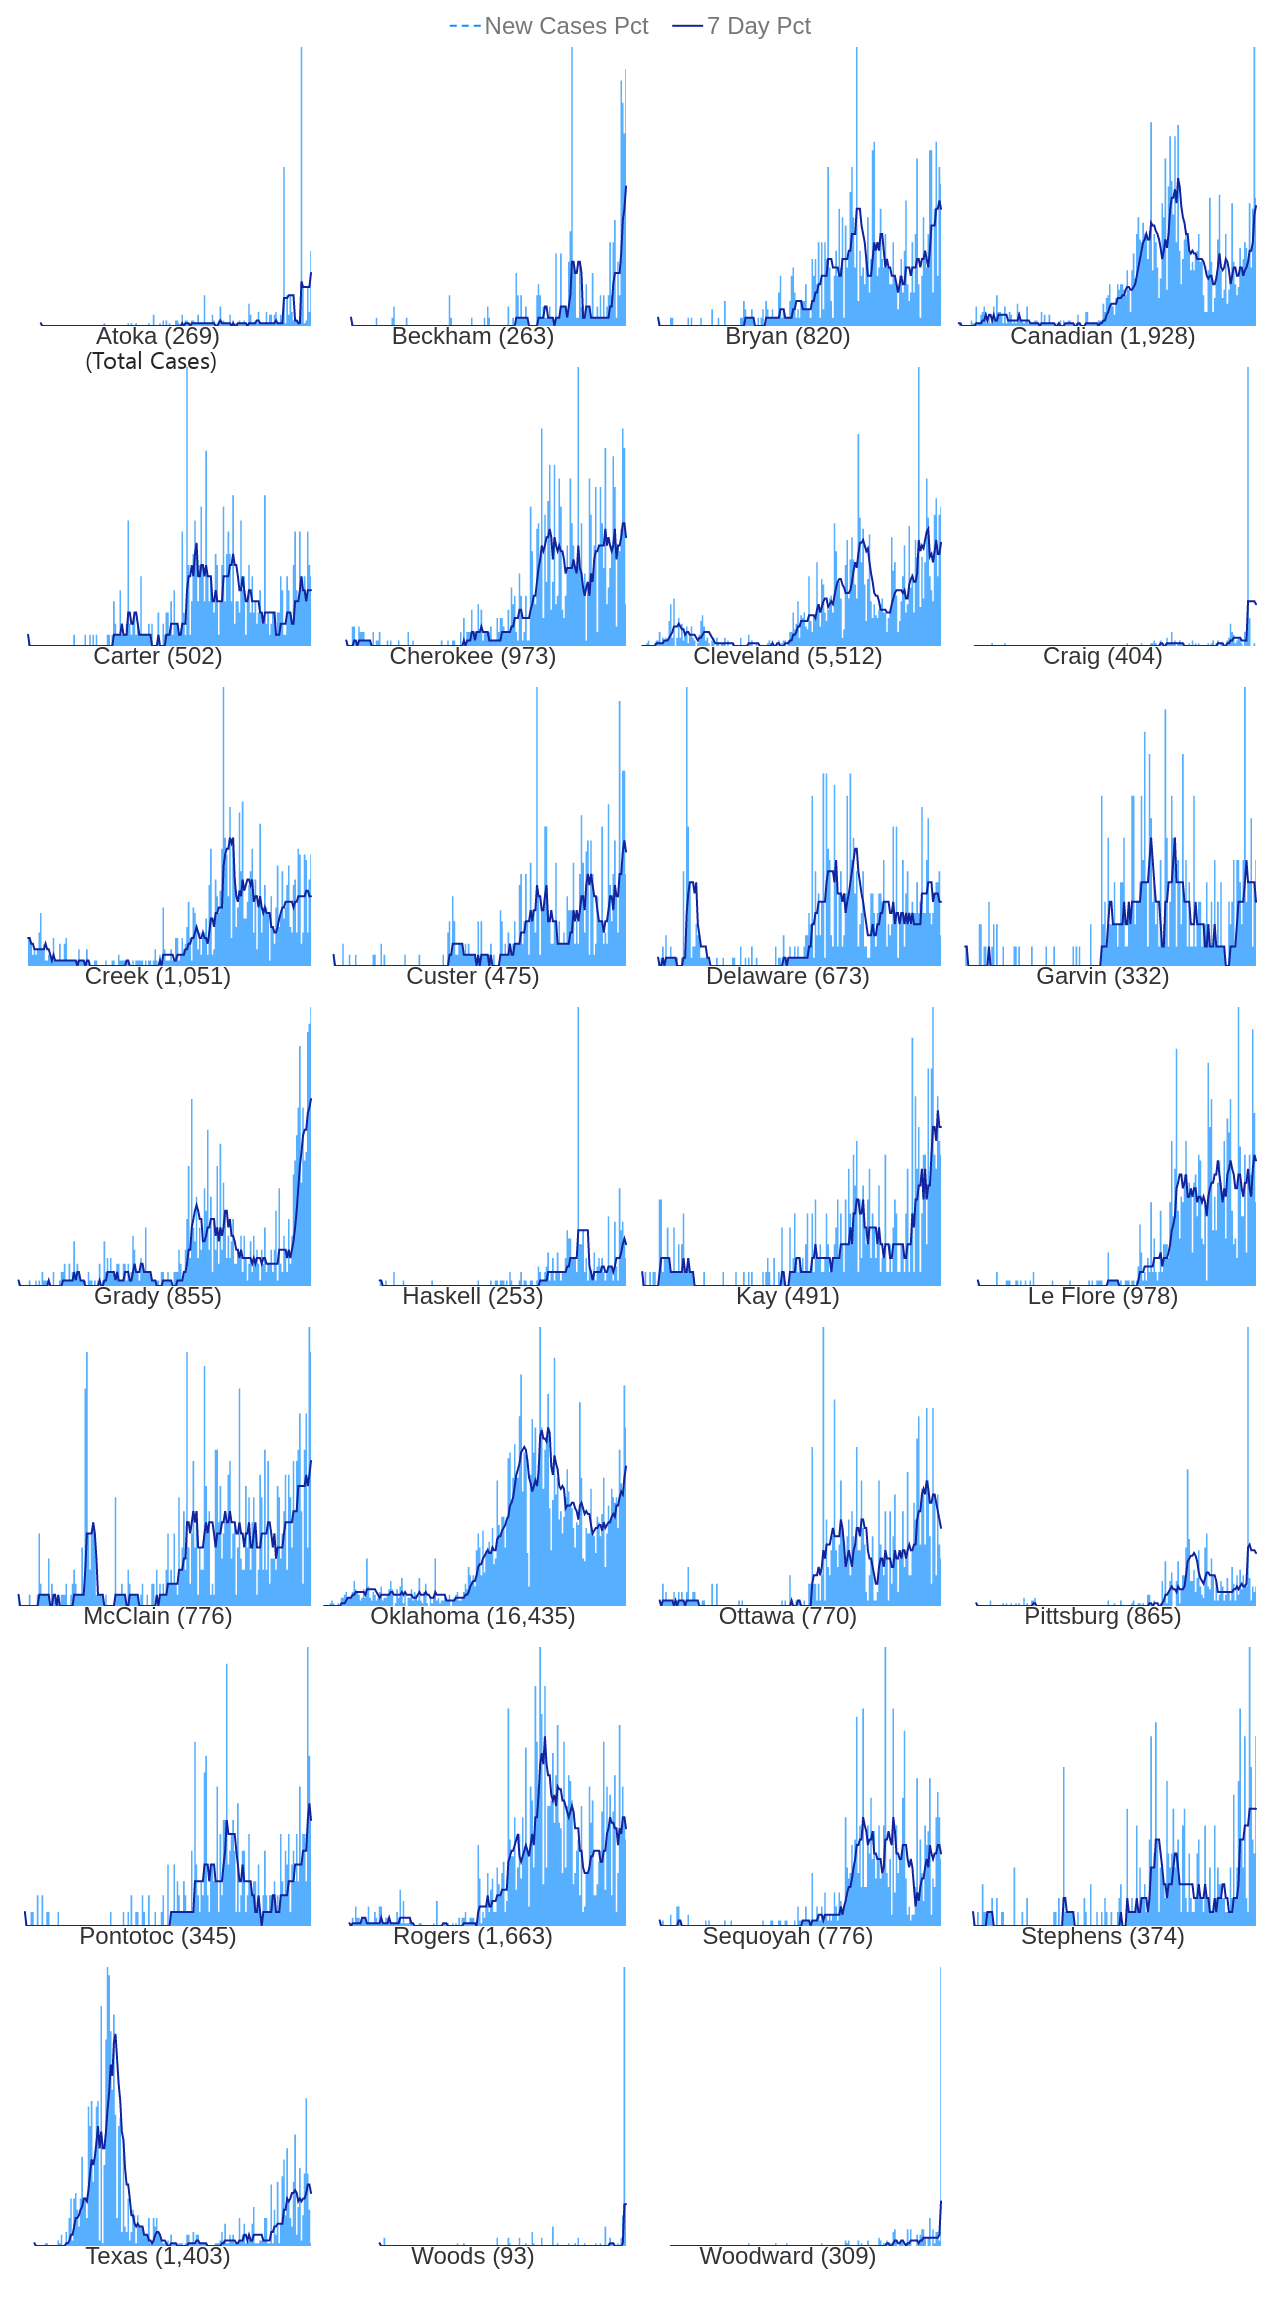 New Cases Pct 7 Day Pct
Atoka (269) Beckham (263) Bryan (820) Canadian (1,928)
(Total Cases)
Carter (502) Cherokee (973) Cleveland (5,512) Craig (404)
Creek (1,051) Custer (475) Delaware (673) Garvin (332)
Grady (855) Haskell (253) Kay (491) Le Flore (978)
McClain (776) Oklahoma (16,435) Ottawa (770) Pittsburg (865)
Pontotoc (345) Rogers (1,663) Sequoyah (776) Stephens (374)
Texas (1,403) Woods (93) Woodward (309)